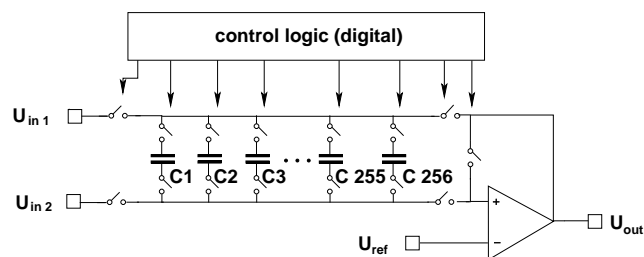 control logic (digital)
U in 1
C1 C2 C3 C 255 C 256
U in 2
+
U out
U ref
−